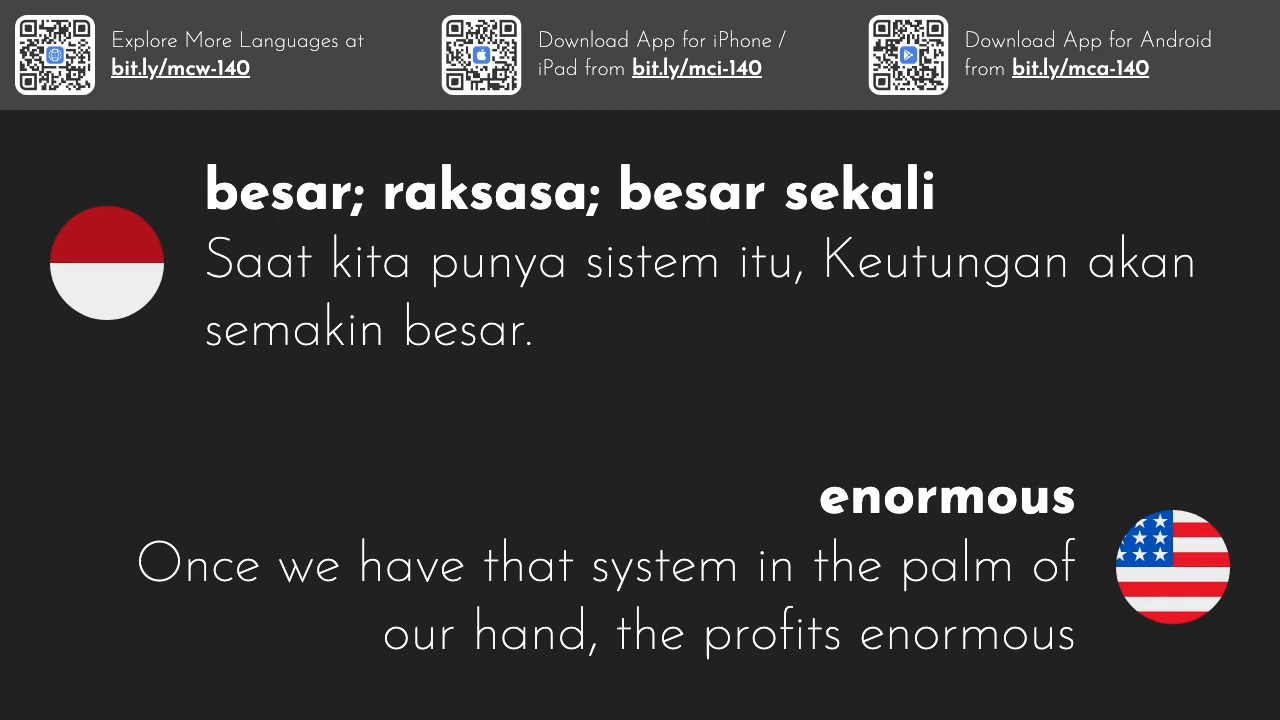 Explore More Languages at
bit.ly/mcw-140
Download App for iPhone /
iPad from bit.ly/mci-140
Download App for Android
from bit.ly/mca-140
besar; raksasa; besar sekali
Saat kita punya sistem itu, Keutungan akan
semakin besar.
enormous
Once we have that system in the palm of
our hand, the profits enormous